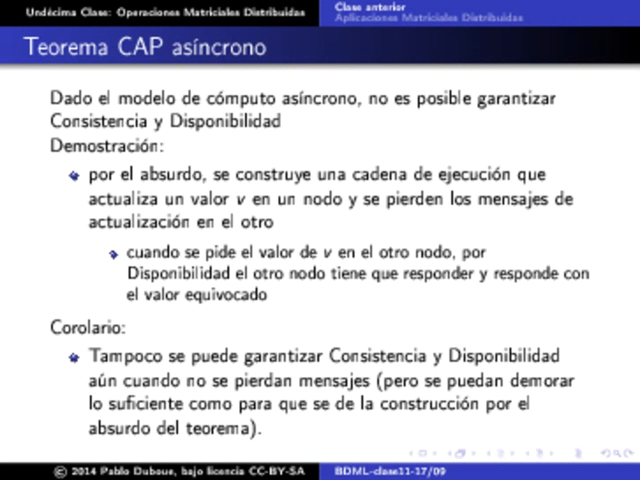 Undécima Clase: Operaciones Matriciales Distribuidas
Clase anterior
Aplicaciones Matriciales Distribuidas
Teorema CAP asíncrono
Dado el modelo de cómputo asíncrono, no es posible garantizar
Consistencia y Disponibilidad
Demostración:
por el absurdo, se construye una cadena de ejecución que
actualiza un valor v en un nodo y se pierden los mensajes de
actualización en el otro
cuando se pide el valor de v en el otro nodo, por
Disponibilidad el otro nodo tiene que responder y responde con
el valor equivocado
Corolario:
Tampoco se puede garantizar Consistencia y Disponibilidad
aún cuando no se pierdan mensajes (pero se puedan demorar
lo suficiente como para que se de la construcción por el
absurdo del teorema).
© 2014 Pablo Duboue, bajo licencia CC-BY-SA
BDML-clase11-17/09